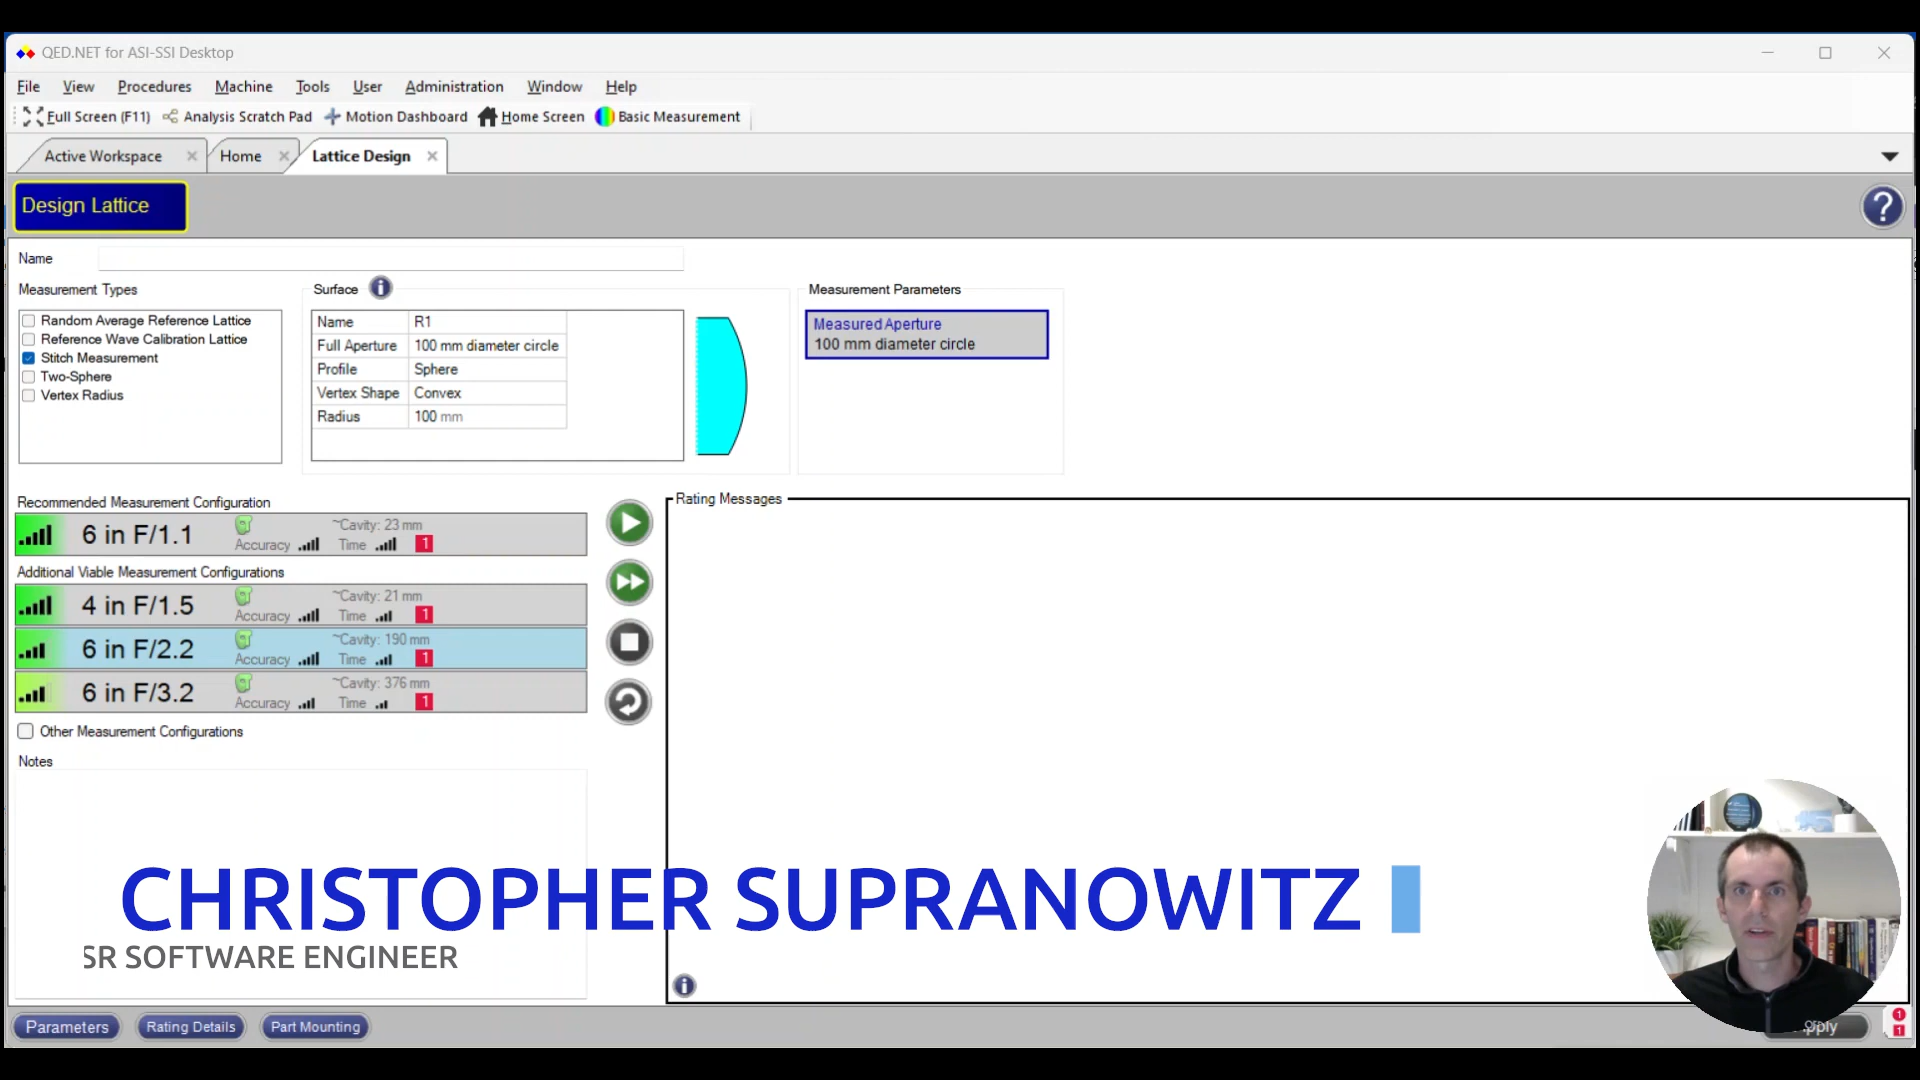 QED.NET for ASI-SSI Desktop
File View Procedures Machine Tools User Administration Window Help
Full Screen (F11) Analysis Scratch Pad Motion Dashboard Home Screen Basic Measurement
Active Workspace Home Lattice Design
Design Lattice
?
Name
Measurement Types
Random Average Reference Lattice
Reference Wave Calibration Lattice
Stitch Measurement
Two-Sphere
Vertex Radius
Surface i
Name R1
Full Aperture 100 mm diameter circle
Profile Sphere
Vertex Shape Convex
Radius 100 mm
Measurement Parameters
Measured Aperture
100 mm diameter circle
Recommended Measurement Configuration
6 in F/1.1 ~Cavity: 23 mm
Accuracy Time 1
Additional Viable Measurement Configurations
4 in F/1.5 ~Cavity: 21 mm
Accuracy Time 1
6 in F/2.2 ~Cavity: 190 mm
Accuracy Time 1
6 in F/3.2 ~Cavity: 376 mm
Accuracy Time 1
Other Measurement Configurations
Notes
Rating Messages
CHRISTOPHER SUPRANOWITZ
SR SOFTWARE ENGINEER
i
Parameters Rating Details Part Mounting
1
1